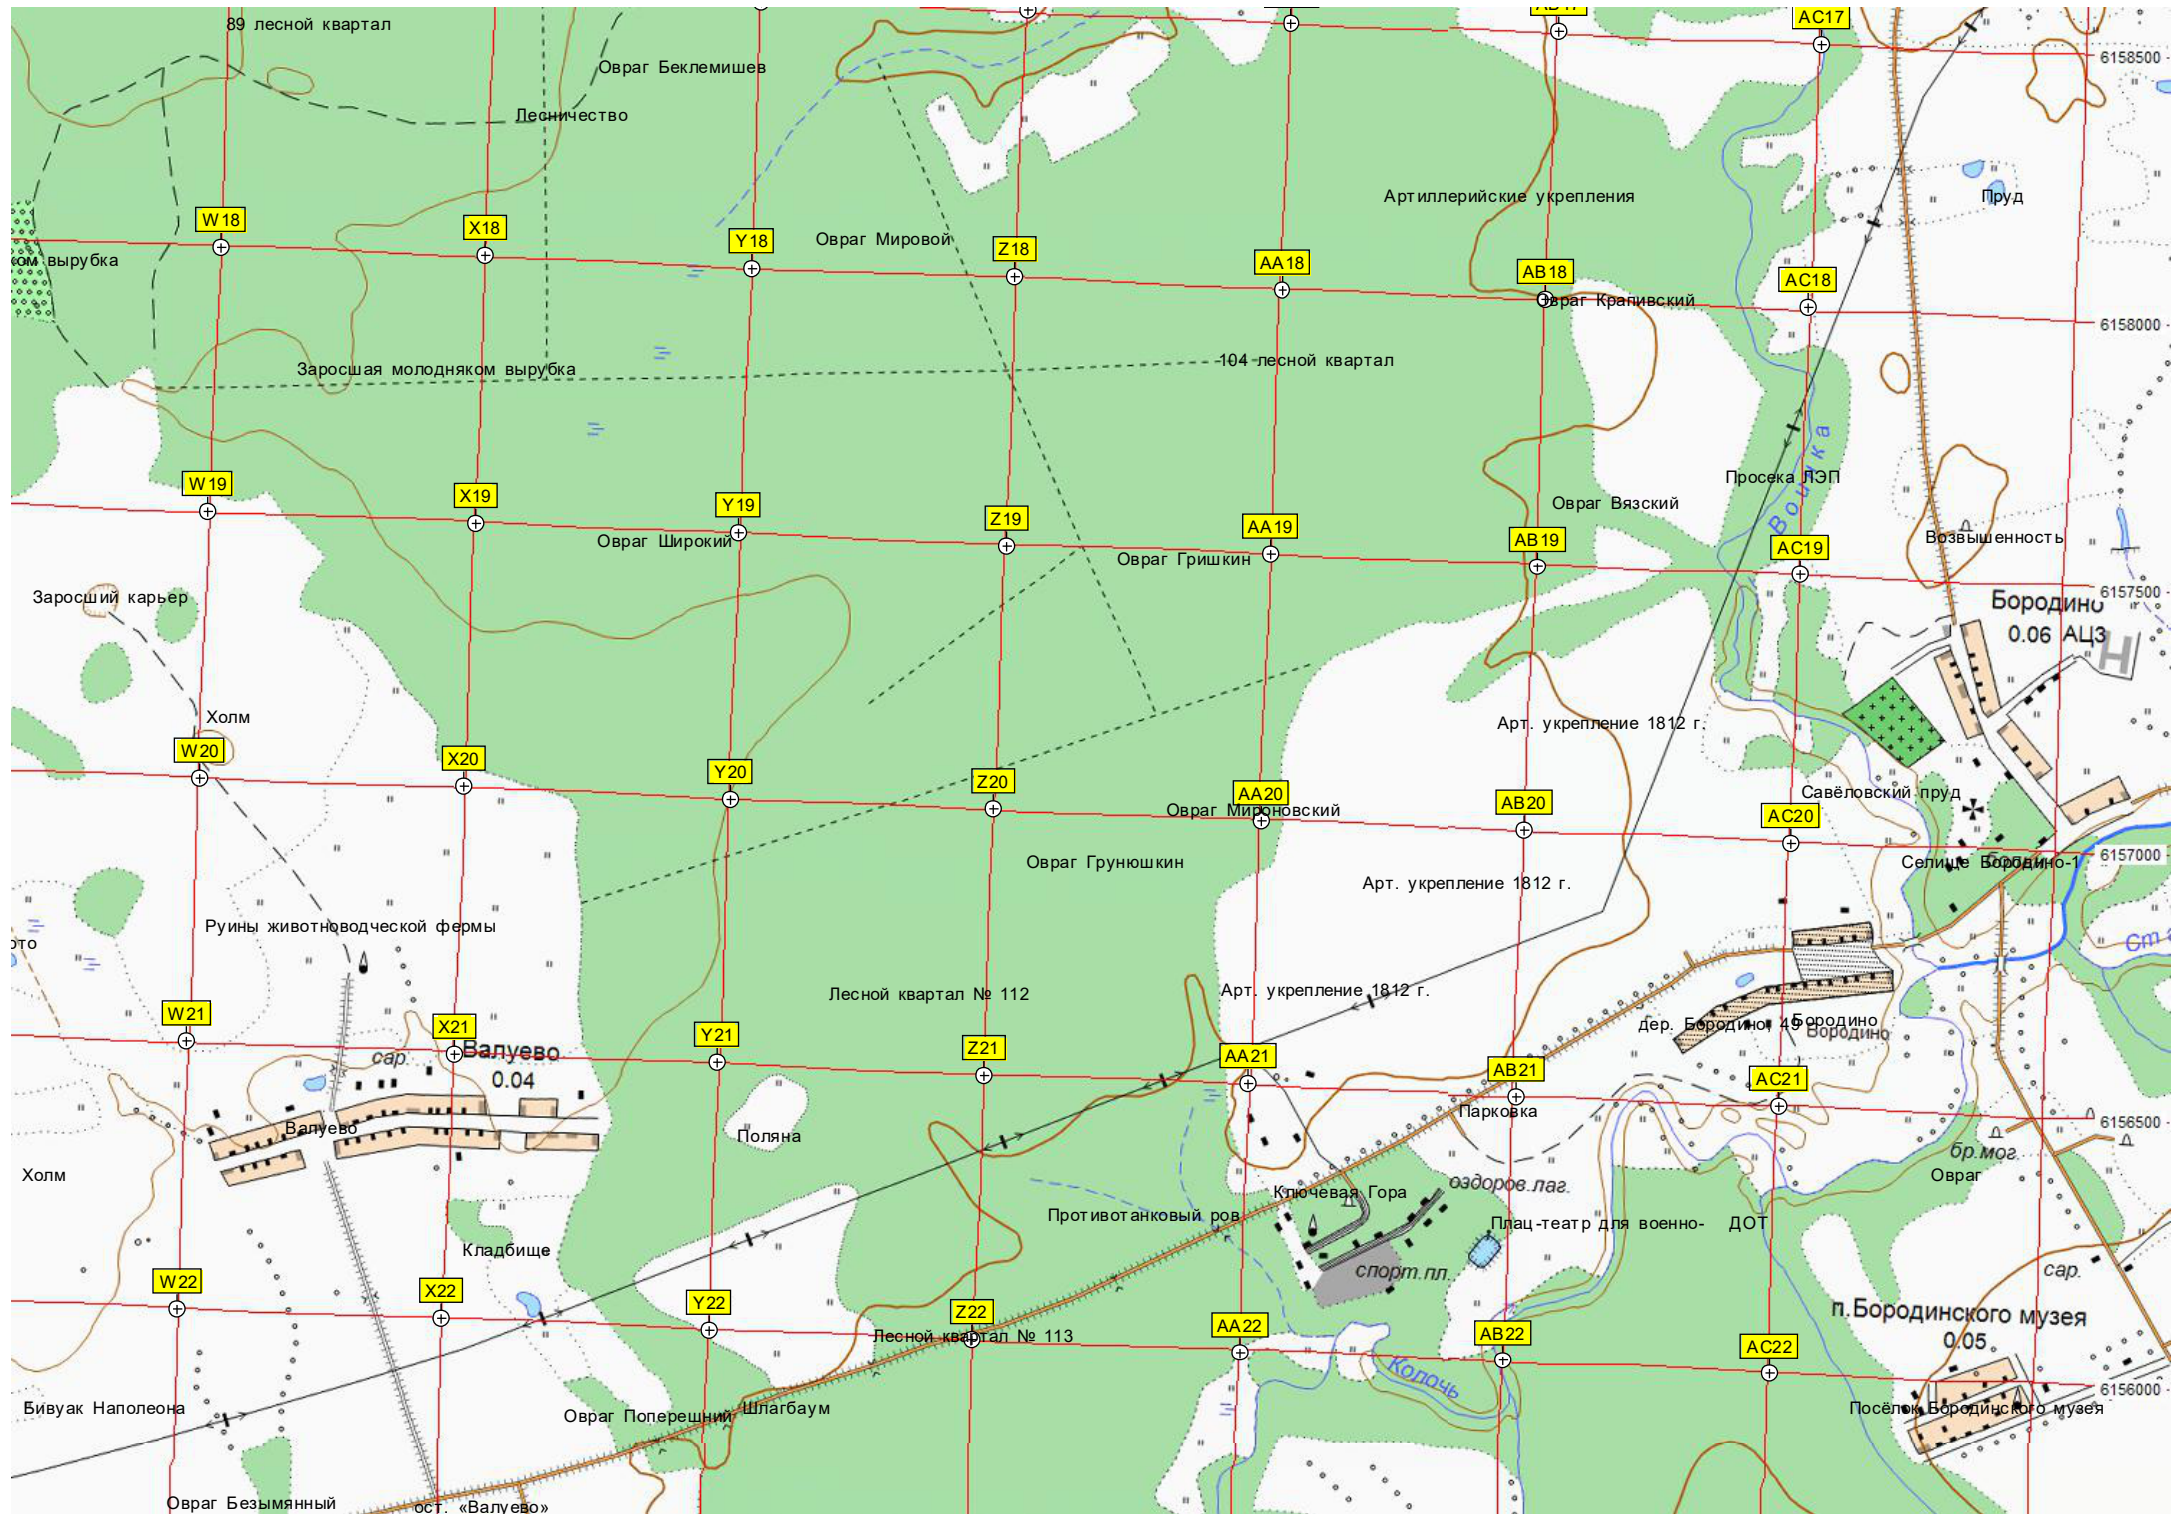 89 лесной квартал
AC17
6158500
Овраг Беклемишев
Лесничество
Артиллерийские укрепления
Пруд
W18
X18
Y18
Овраг Мировой
Z18
AA18
AB18
AC18
вырубка
Овраг Крапивский
6158000
Заросшая молодняком вырубка
104 лесной квартал
W19
X19
Y19
Z19
AA19
AB19
AC19
Просека ЛЭП
Воинка
Овраг Вязский
Овраг Широкий
Овраг Гришкин
Возвышенность
6157500
Заросший карьер
Бородино
0.06 АЦЗ
Н
Холм
Арт. укрепление 1812 г.
W20
X20
Y20
Z20
AA20
AB20
AC20
Савёловский пруд
Овраг Мироновский
Овраг Грунюшкин
Селище Бородино-1
6157000
Арт. укрепление 1812 г.
Руины животноводческой фермы
Лесной квартал № 112
Арт. укрепление 1812 г.
W21
X21
Y21
Z21
AA21
AB21
AC21
дер. Бородино, 49
Бородино
Бородино
сар.
Валуево
0.04
Парковка
6156500
Валуево
Поляна
бр.мог.
Холм
Овраг
Ключевая Гора
оздоров.лаг.
Противотанковый ров
Плац-театр для военно-
ДОТ
Кладбище
спорт.пл.
сар.
W22
X22
Y22
Z22
AA22
AB22
AC22
п.Бородинского музея
0.05
Лесной квартал № 113
Колочь
6156000
Бивуак Наполеона
Овраг Поперешний
Шлагбаум
Посёлок Бородинского музея
Овраг Безымянный
ост. «Валуево»